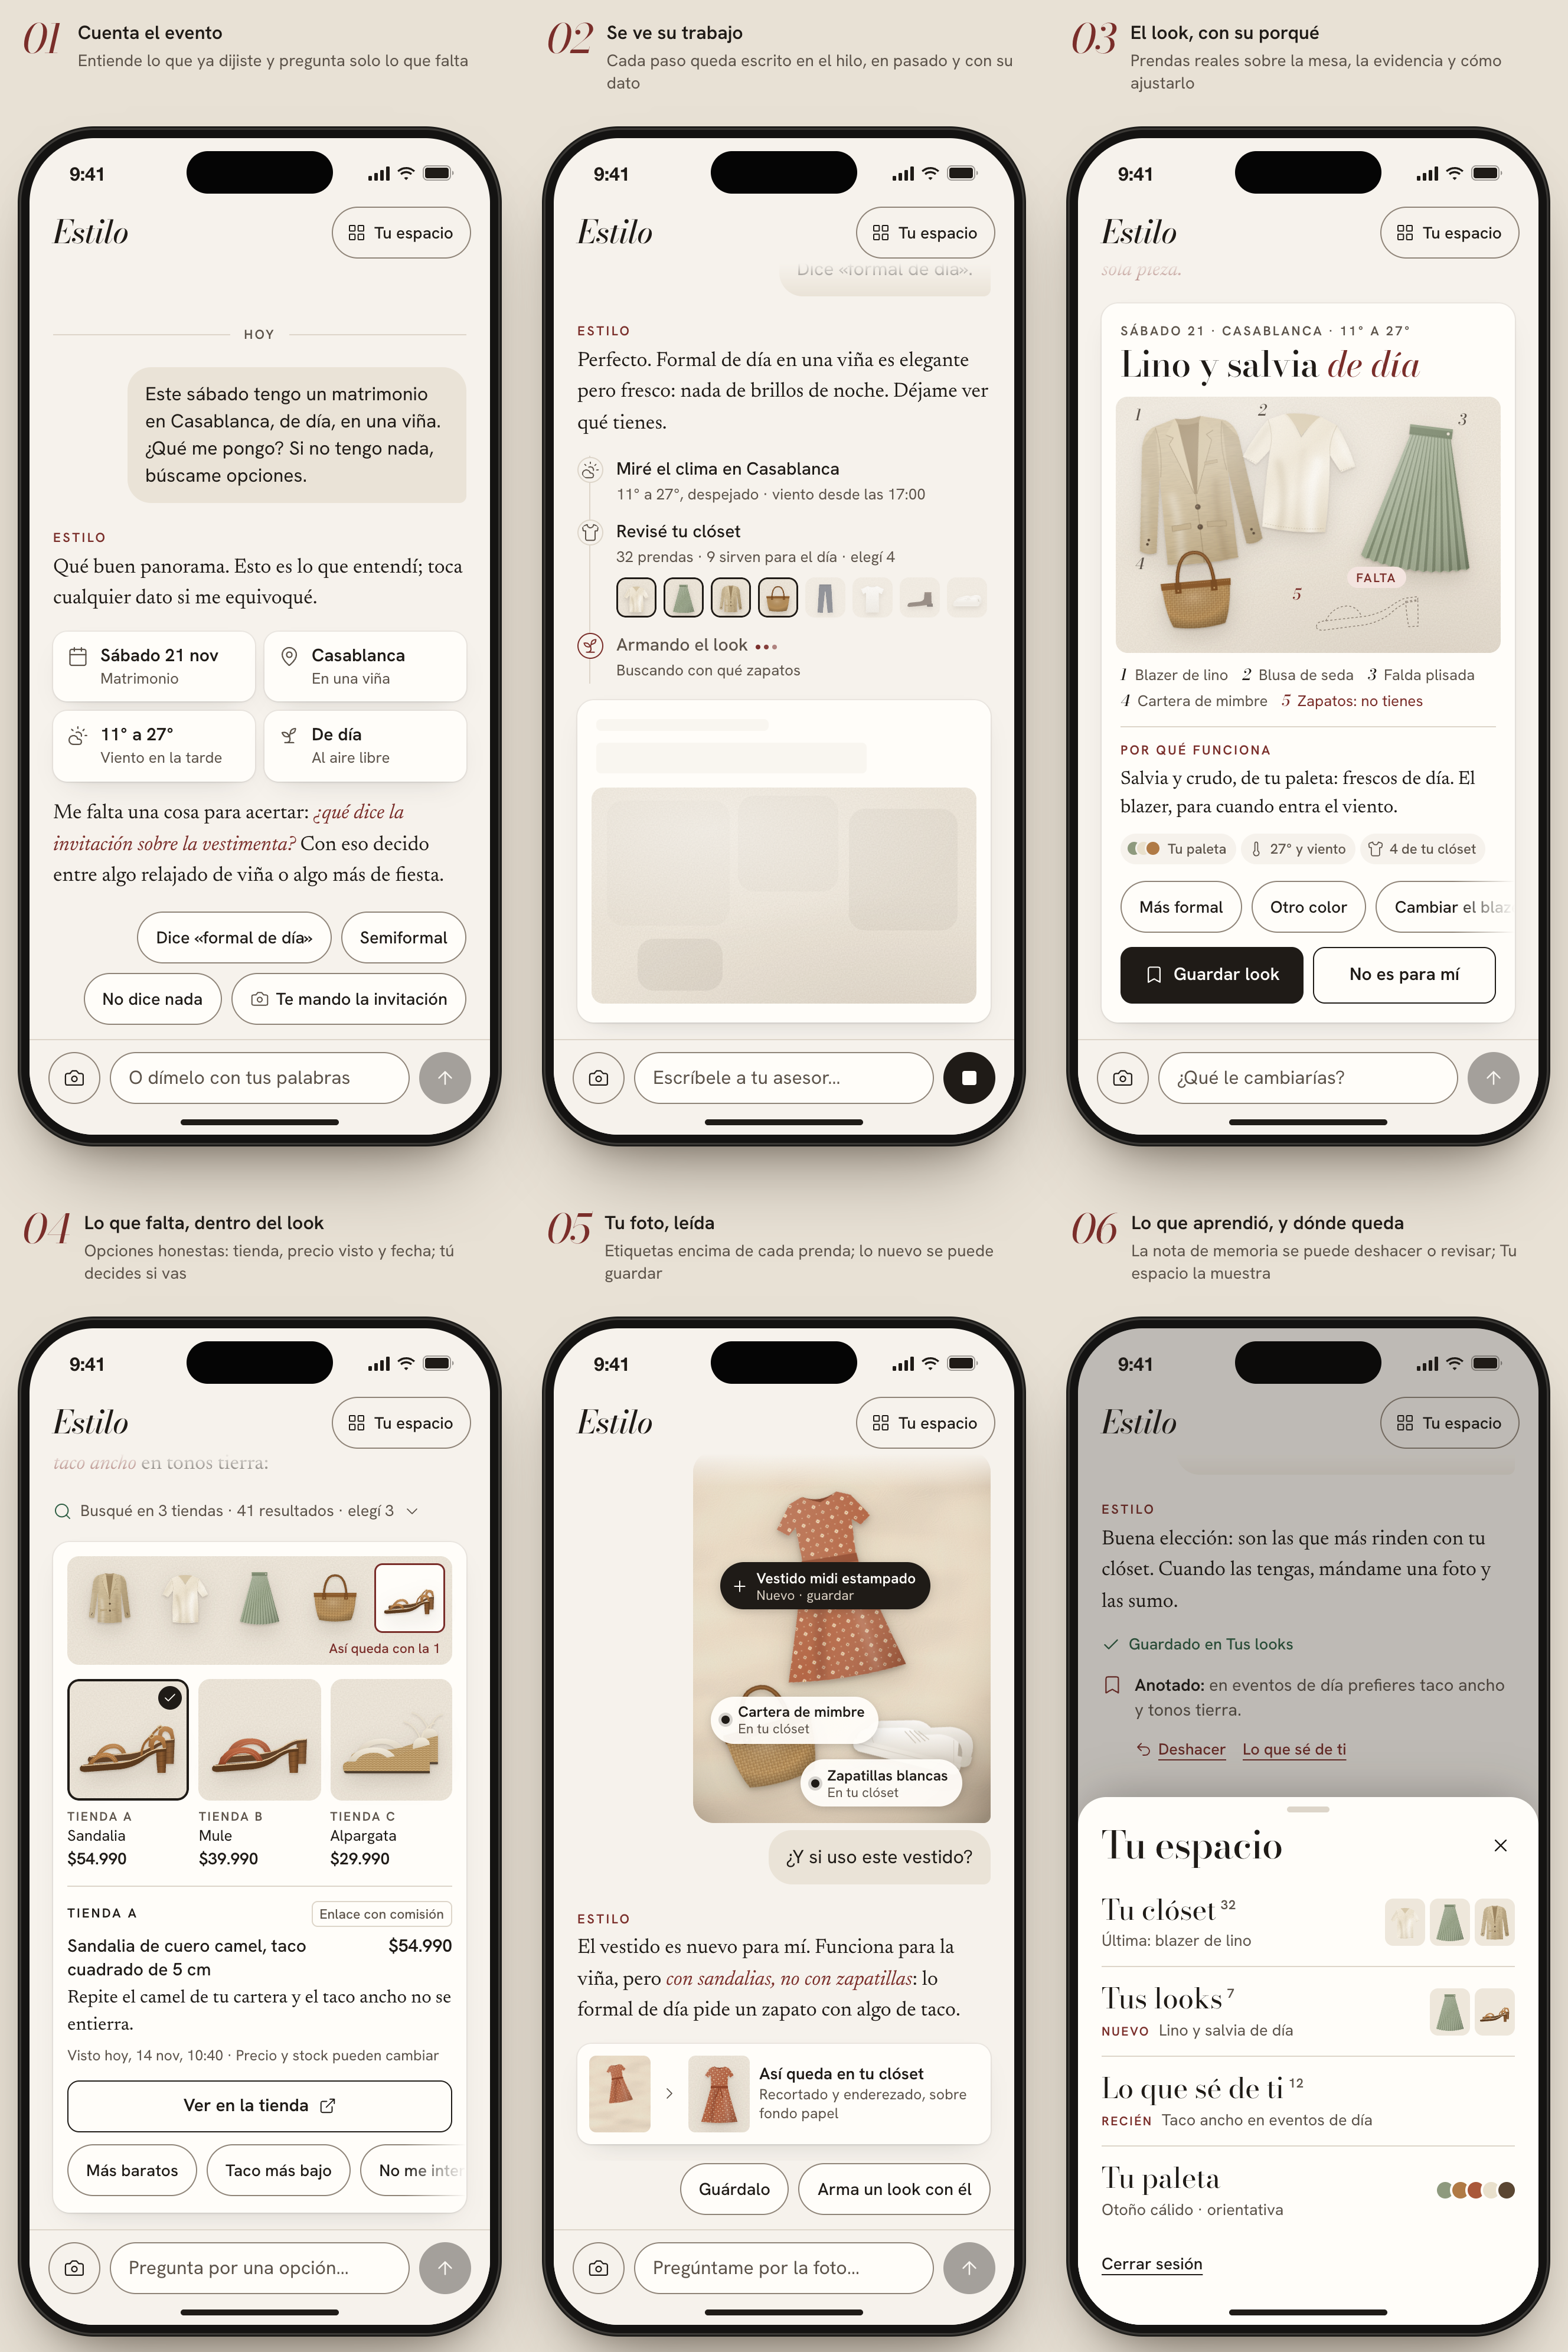 01 Cuenta el evento
Entiende lo que ya dijiste y pregunta solo lo que falta
9:41
Estilo
Tu espacio
HOY
Este sábado tengo un matrimonio
en Casablanca, de día, en una viña.
¿Qué me pongo? Si no tengo nada,
búscame opciones.
ESTILO
Qué buen panorama. Esto es lo que entendí; toca
cualquier dato si me equivoqué.
Sábado 21 nov
Matrimonio
Casablanca
En una viña
11° a 27°
Viento en la tarde
De día
Al aire libre
Me falta una cosa para acertar: ¿qué dice la
invitación sobre la vestimenta? Con eso decido
entre algo relajado de viña o algo más de fiesta.
Dice «formal de día»
Semiformal
No dice nada
Te mando la invitación
O dímelo con tus palabras
02 Se ve su trabajo
Cada paso queda escrito en el hilo, en pasado y con su
dato
9:41
Estilo
Tu espacio
Dice «formal de día».
ESTILO
Perfecto. Formal de día en una viña es elegante
pero fresco: nada de brillos de noche. Déjame ver
qué tienes.
Miré el clima en Casablanca
11° a 27°, despejado · viento desde las 17:00
Revisé tu clóset
32 prendas · 9 sirven para el día · elegí 4
Armando el look
Buscando con qué zapatos
Escríbele a tu asesor...
03 El look, con su porqué
Prendas reales sobre la mesa, la evidencia y cómo
ajustarlo
9:41
Estilo
Tu espacio
sola pieza.
SÁBADO 21 · CASABLANCA · 11° A 27°
Lino y salvia de día
1
2
3
4
5
FALTA
1 Blazer de lino 2 Blusa de seda 3 Falda plisada
4 Cartera de mimbre 5 Zapatos: no tienes
POR QUÉ FUNCIONA
Salvia y crudo, de tu paleta: frescos de día. El
blazer, para cuando entra el viento.
Tu paleta
27° y viento
4 de tu clóset
Más formal
Otro color
Cambiar el blaz
Guardar look
No es para mí
¿Qué le cambiarías?
04 Lo que falta, dentro del look
Opciones honestas: tienda, precio visto y fecha; tú
decides si vas
9:41
Estilo
Tu espacio
taco ancho en tonos tierra:
Busqué en 3 tiendas · 41 resultados · elegí 3
Así queda con la 1
TIENDA A
Sandalia
$54.990
TIENDA B
Mule
$39.990
TIENDA C
Alpargata
$29.990
TIENDA A
Enlace con comisión
Sandalia de cuero camel, taco
cuadrado de 5 cm
$54.990
Repite el camel de tu cartera y el taco ancho no se
entierra.
Visto hoy, 14 nov, 10:40 · Precio y stock pueden cambiar
Ver en la tienda
Más baratos
Taco más bajo
No me inter
Pregunta por una opción...
05 Tu foto, leída
Etiquetas encima de cada prenda; lo nuevo se puede
guardar
9:41
Estilo
Tu espacio
Vestido midi estampado
Nuevo · guardar
Cartera de mimbre
En tu clóset
Zapatillas blancas
En tu clóset
¿Y si uso este vestido?
ESTILO
El vestido es nuevo para mí. Funciona para la
viña, pero con sandalias, no con zapatillas: lo
formal de día pide un zapato con algo de taco.
Así queda en tu clóset
Recortado y enderezado, sobre
fondo papel
Guárdalo
Arma un look con él
Pregúntame por la foto...
06 Lo que aprendió, y dónde queda
La nota de memoria se puede deshacer o revisar; Tu
espacio la muestra
9:41
Estilo
Tu espacio
ESTILO
Buena elección: son las que más rinden con tu
clóset. Cuando las tengas, mándame una foto y
las sumo.
Guardado en Tus looks
Anotado: en eventos de día prefieres taco ancho
y tonos tierra.
Deshacer
Lo que sé de ti
Tu espacio
Tu clóset 32
Última: blazer de lino
Tus looks 7
NUEVO Lino y salvia de día
Lo que sé de ti 12
RECIÉN Taco ancho en eventos de día
Tu paleta
Otoño cálido · orientativa
Cerrar sesión